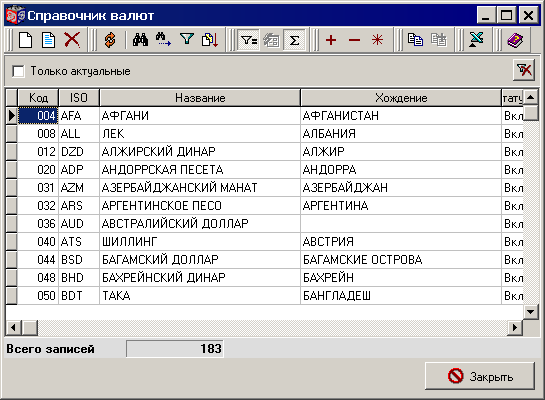 Справочник валют
Только актуальные
Код ISO Название Хождение тату
004 AFA АФГАНИ АФГАНИСТАН Вкл
008 ALL ЛЕК АЛБАНИЯ Вкл
012 DZD АЛЖИРСКИЙ ДИНАР АЛЖИР Вкл
020 ADP АНДОРРСКАЯ ПЕСЕТА АНДОРРА Вкл
031 AZM АЗЕРБАЙДЖАНСКИЙ МАНАТ АЗЕРБАЙДЖАН Вкл
032 ARS АРГЕНТИНСКОЕ ПЕСО АРГЕНТИНА Вкл
036 AUD АВСТРАЛИЙСКИЙ ДОЛЛАР Вкл
040 ATS ШИЛЛИНГ АВСТРИЯ Вкл
044 BSD БАГАМСКИЙ ДОЛЛАР БАГАМСКИЕ ОСТРОВА Вкл
048 BHD БАХРЕЙНСКИЙ ДИНАР БАХРЕЙН Вкл
050 BDT ТАКА БАНГЛАДЕШ Вкл
Всего записей 183
Закрыть